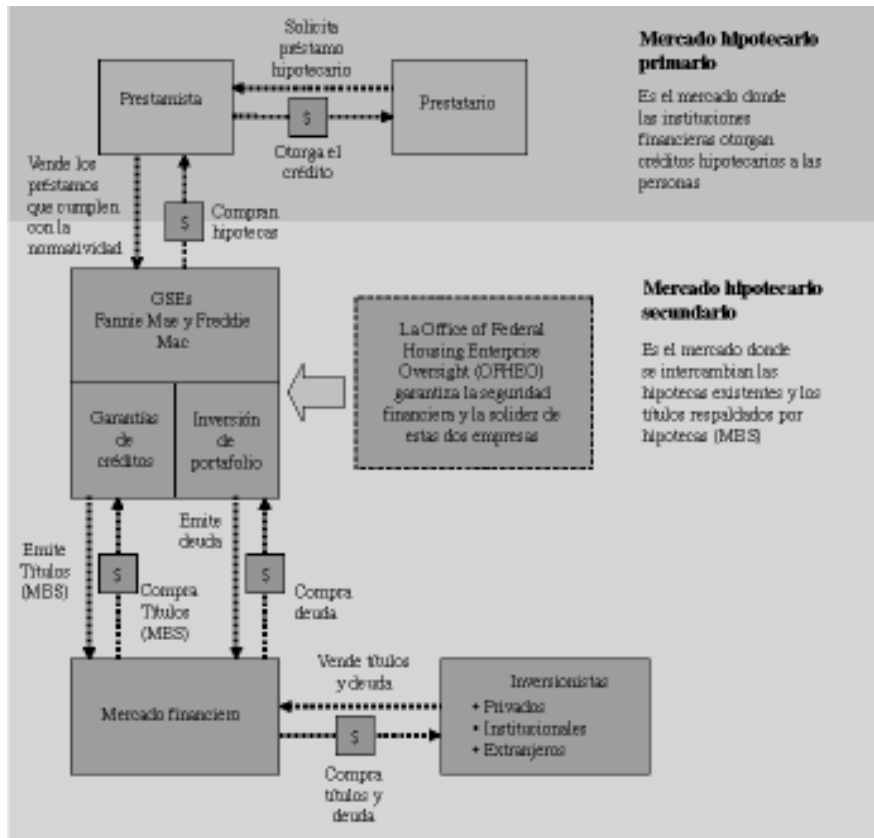 Solicita
préstamo
hipotecario
Prestamista
Prestatario
$
Otorga el
crédito
Mercado hipotecario
primario
Es el mercado donde
las instituciones
financieras otorgan
créditos hipotecarios a las
personas
Vende los
préstamos
que cumplen
con la
normatividad
$
Compran
hipotecas
GSEs
Fannie Mae y Freddie
Mac
Garantías
de
créditos
Inversión
de
portafolio
La Office of Federal
Housing Enterprise
Oversight (OFHEO)
garantiza la seguridad
financiera y la solidez de
estas dos empresas
Mercado hipotecario
secundario
Es el mercado donde
se intercambian las
hipotecas existentes y los
títulos respaldados por
hipotecas (MBS)
Emite
Títulos
(MBS)
$
Compra
Títulos
(MBS)
Emite
deuda
$
Compra
deuda
Mercado financiero
Vende títulos
y deuda
$
Compra
títulos y
deuda
Inversionistas
+ Privados
• Institucionales
+ Extranjeros